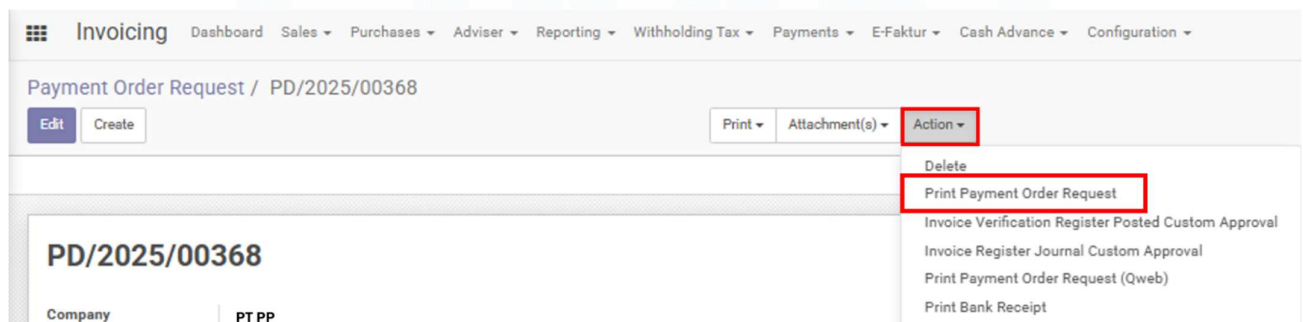 Invoicing Dashboard Sales Purchases Adviser Reporting Withholding Tax Payments E-Faktur Cash Advance Configuration
Payment Order Request / PD/2025/00368
Edit Create Print Attachment(s) Action
Delete
Print Payment Order Request
Invoice Verification Register Posted Custom Approval
Invoice Register Journal Custom Approval
Print Payment Order Request (Qweb)
Print Bank Receipt
PD/2025/00368
Company PT PP